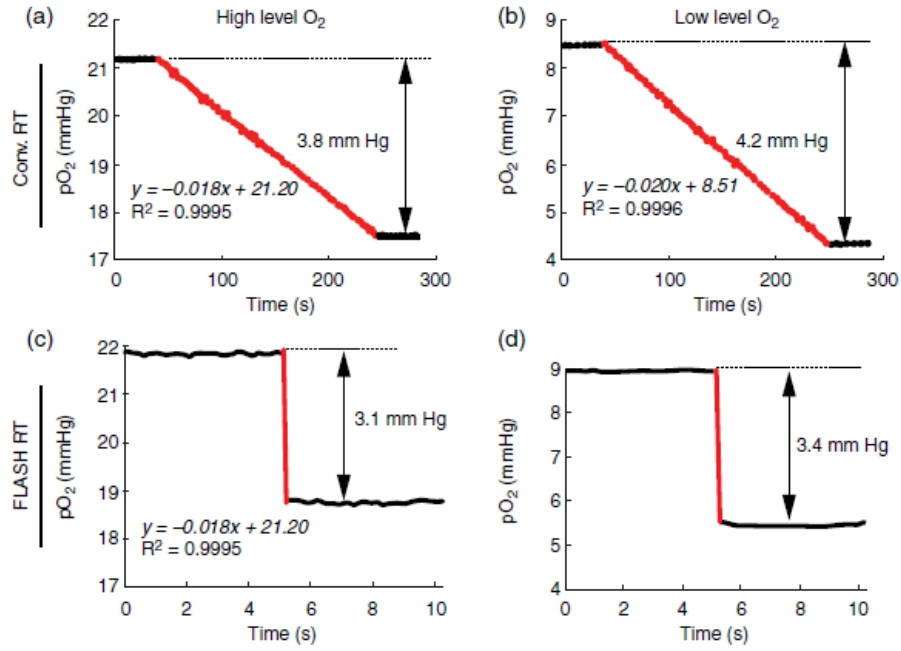 (a)
High level O2
22
21
20
19
18
17
pO2 (mmHg)
Conv. RT
3.8 mm Hg
y = –0.018x + 21.20
R2 = 0.9995
0
100
200
300
Time (s)
(b)
Low level O2
9
8
7
6
5
4
pO2 (mmHg)
4.2 mm Hg
y = –0.020x + 8.51
R2 = 0.9996
0
100
200
300
Time (s)
(c)
22
21
20
19
18
17
pO2 (mmHg)
FLASH RT
3.1 mm Hg
y = –0.018x + 21.20
R2 = 0.9995
0
2
4
6
8
10
Time (s)
(d)
9
8
7
6
5
4
pO2 (mmHg)
3.4 mm Hg
0
2
4
6
8
10
Time (s)